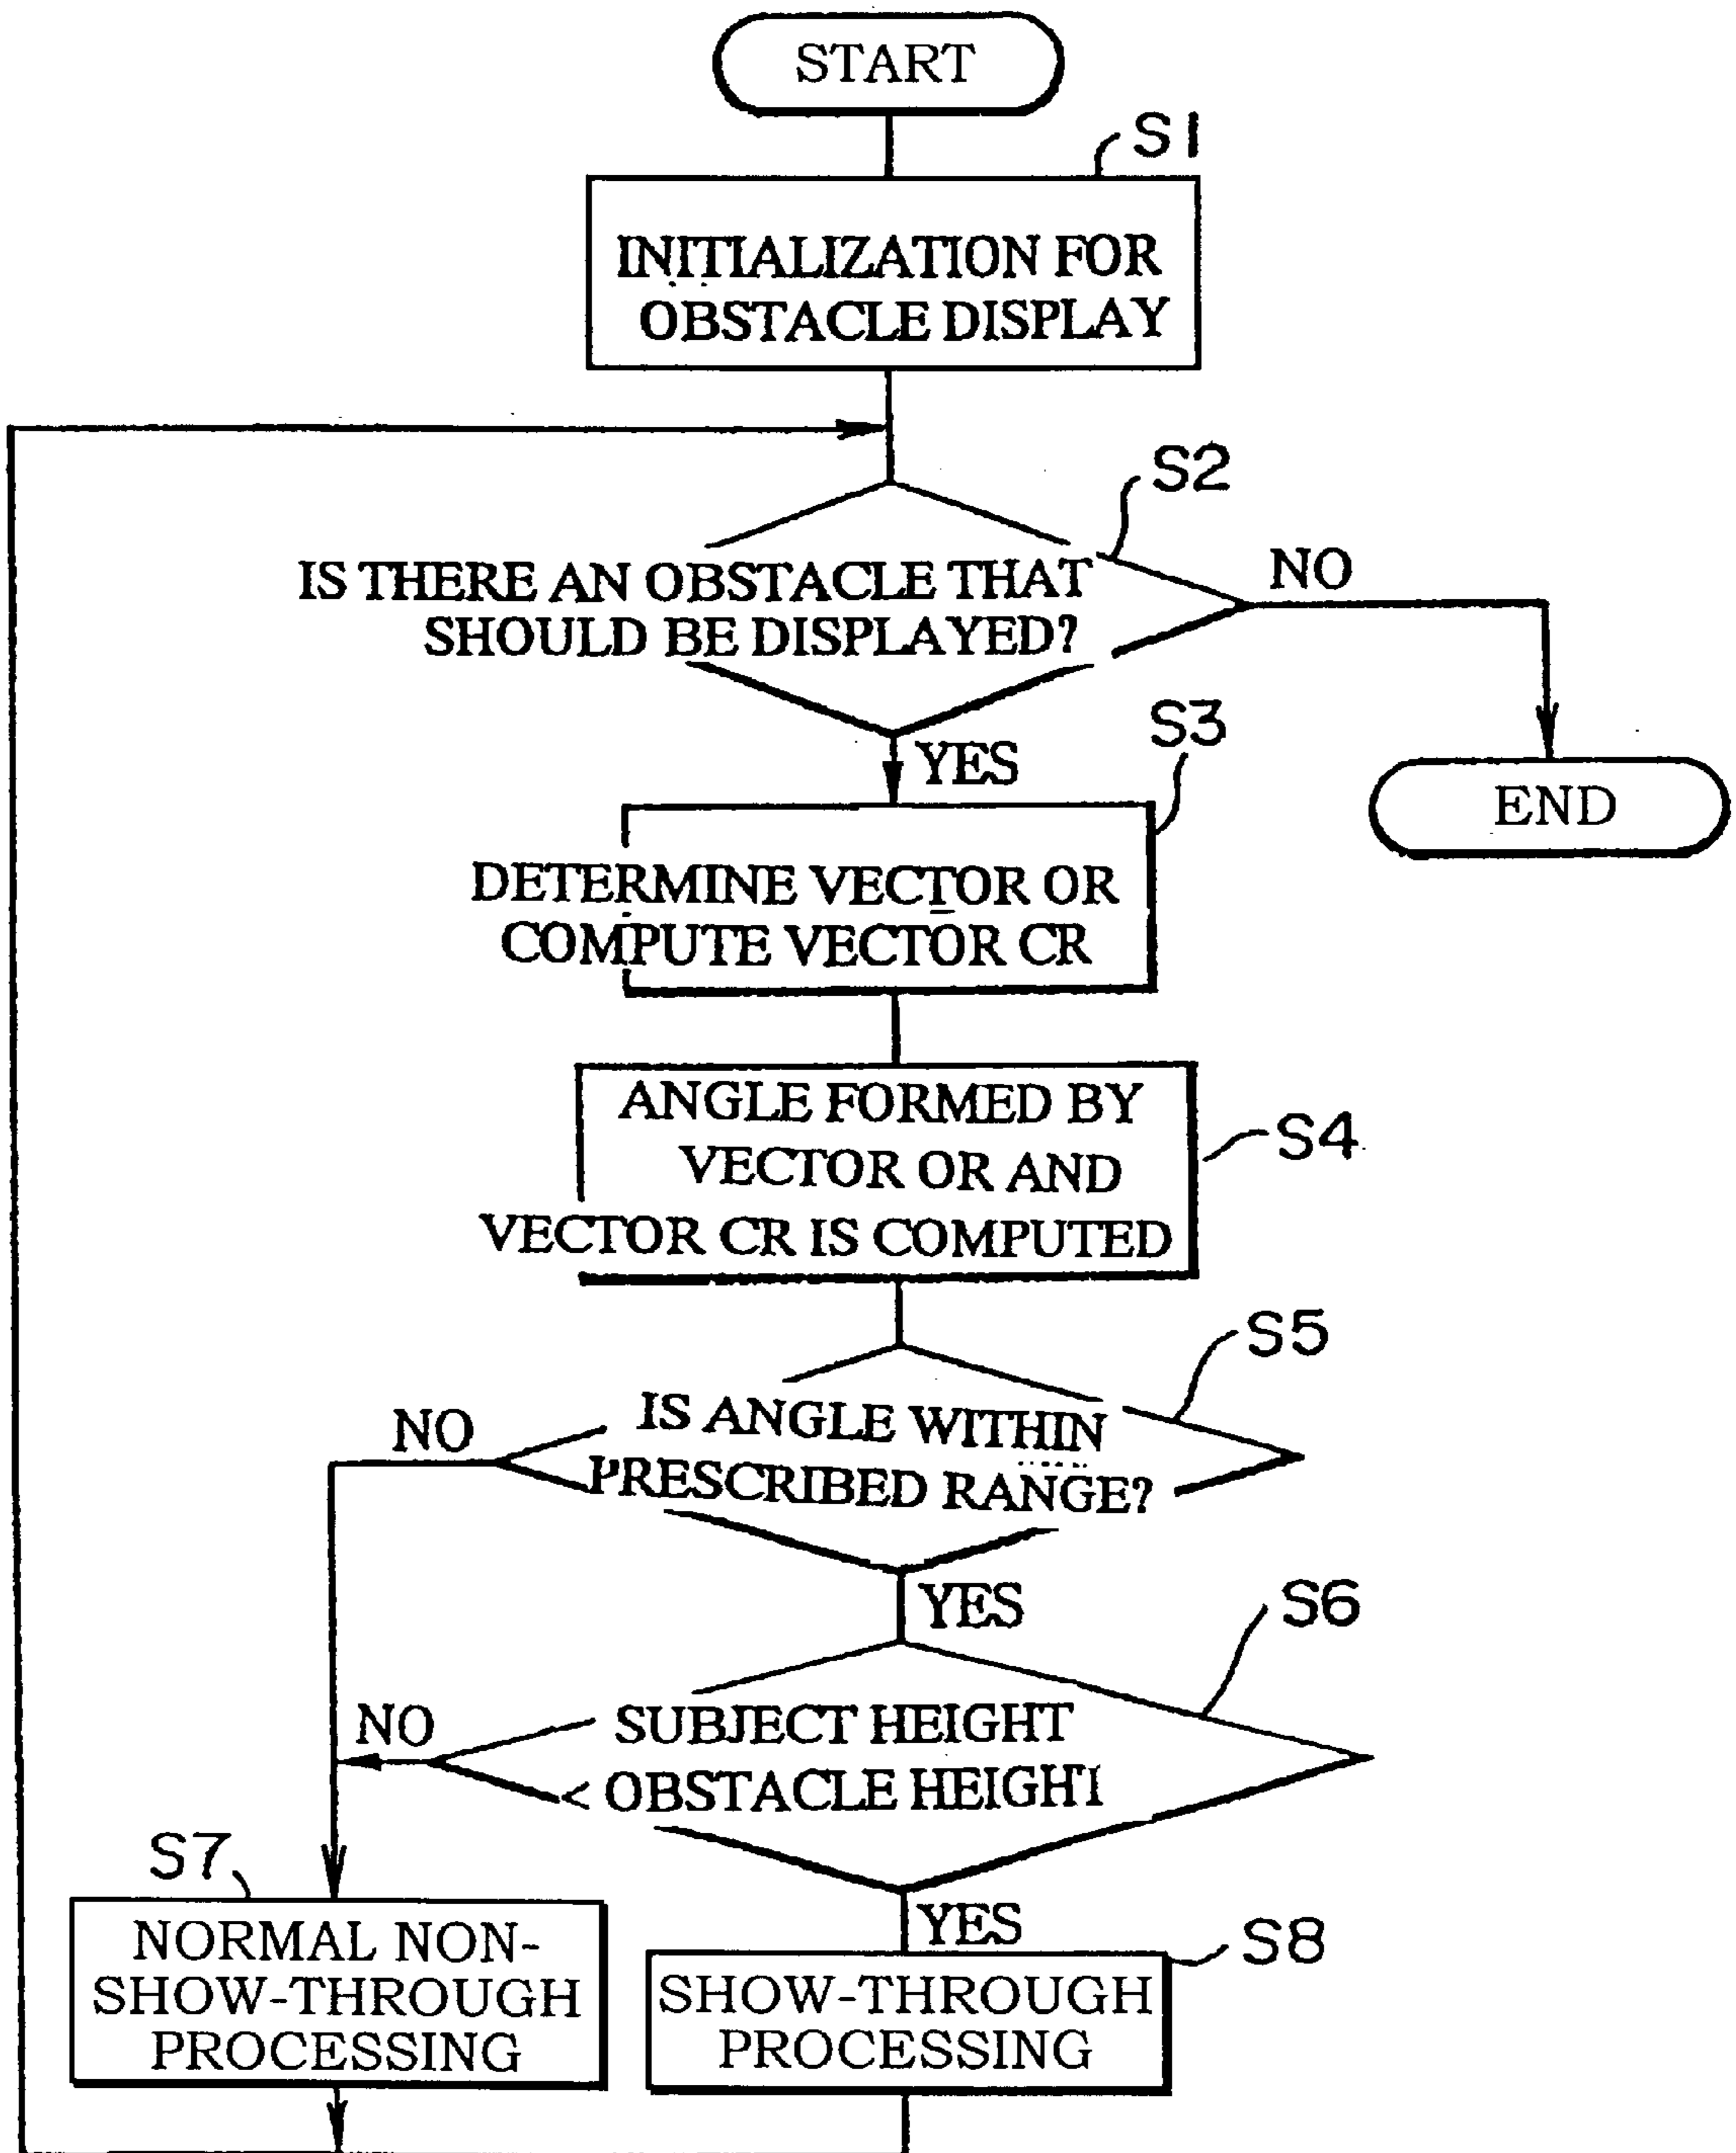 START
S1
INITIALIZATION FOR
OBSTACLE DISPLAY
S2
IS THERE AN OBSTACLE THAT
SHOULD BE DISPLAYED?
NO
YES
END
S3
DETERMINE VECTOR OR
COMPUTE VECTOR CR
ANGLE FORMED BY
VECTOR OR AND
VECTOR CR IS COMPUTED
S4
S5
IS ANGLE WITHIN
PRESCRIBED RANGE?
NO
YES
S6
SUBJECT HEIGHT
< OBSTACLE HEIGHT
NO
YES
S7
NORMAL NON-
SHOW-THROUGH
PROCESSING
S8
SHOW-THROUGH
PROCESSING